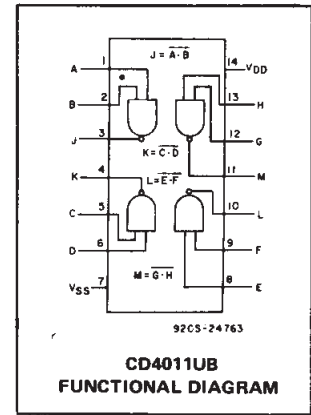 J = A·B
1
A
14
VDD
2
B
13
H
3
J
12
G
K = C·D
4
K
11
M
L = E·F
5
C
10
L
6
D
9
F
7
VSS
M = G·H
8
E
92CS-24763
CD4011UB
FUNCTIONAL DIAGRAM